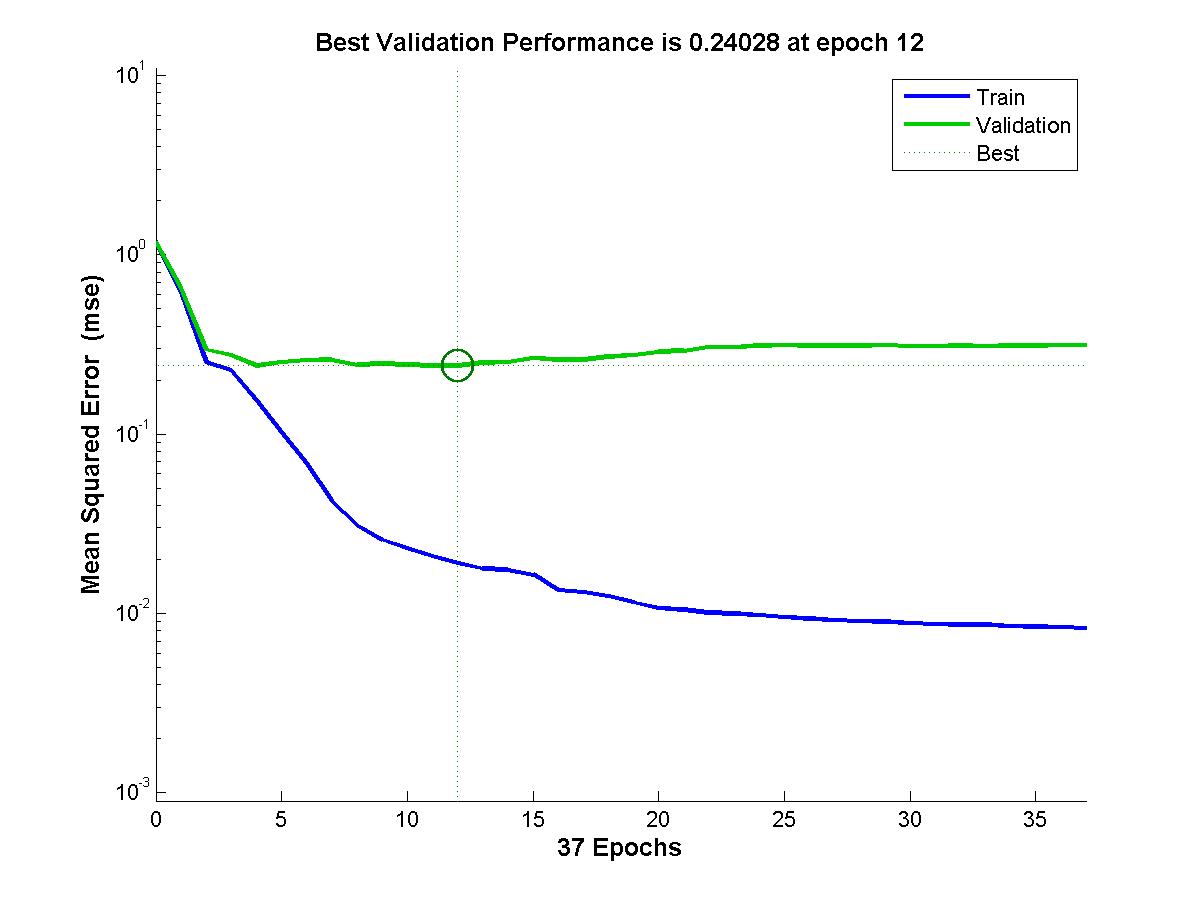 Best Validation Performance is 0.24028 at epoch 12
10^1
Train
Validation
Best
10^0
Mean Squared Error (mse)
10^-1
10^-2
10^-3
0 5 10 15 20 25 30 35
37 Epochs